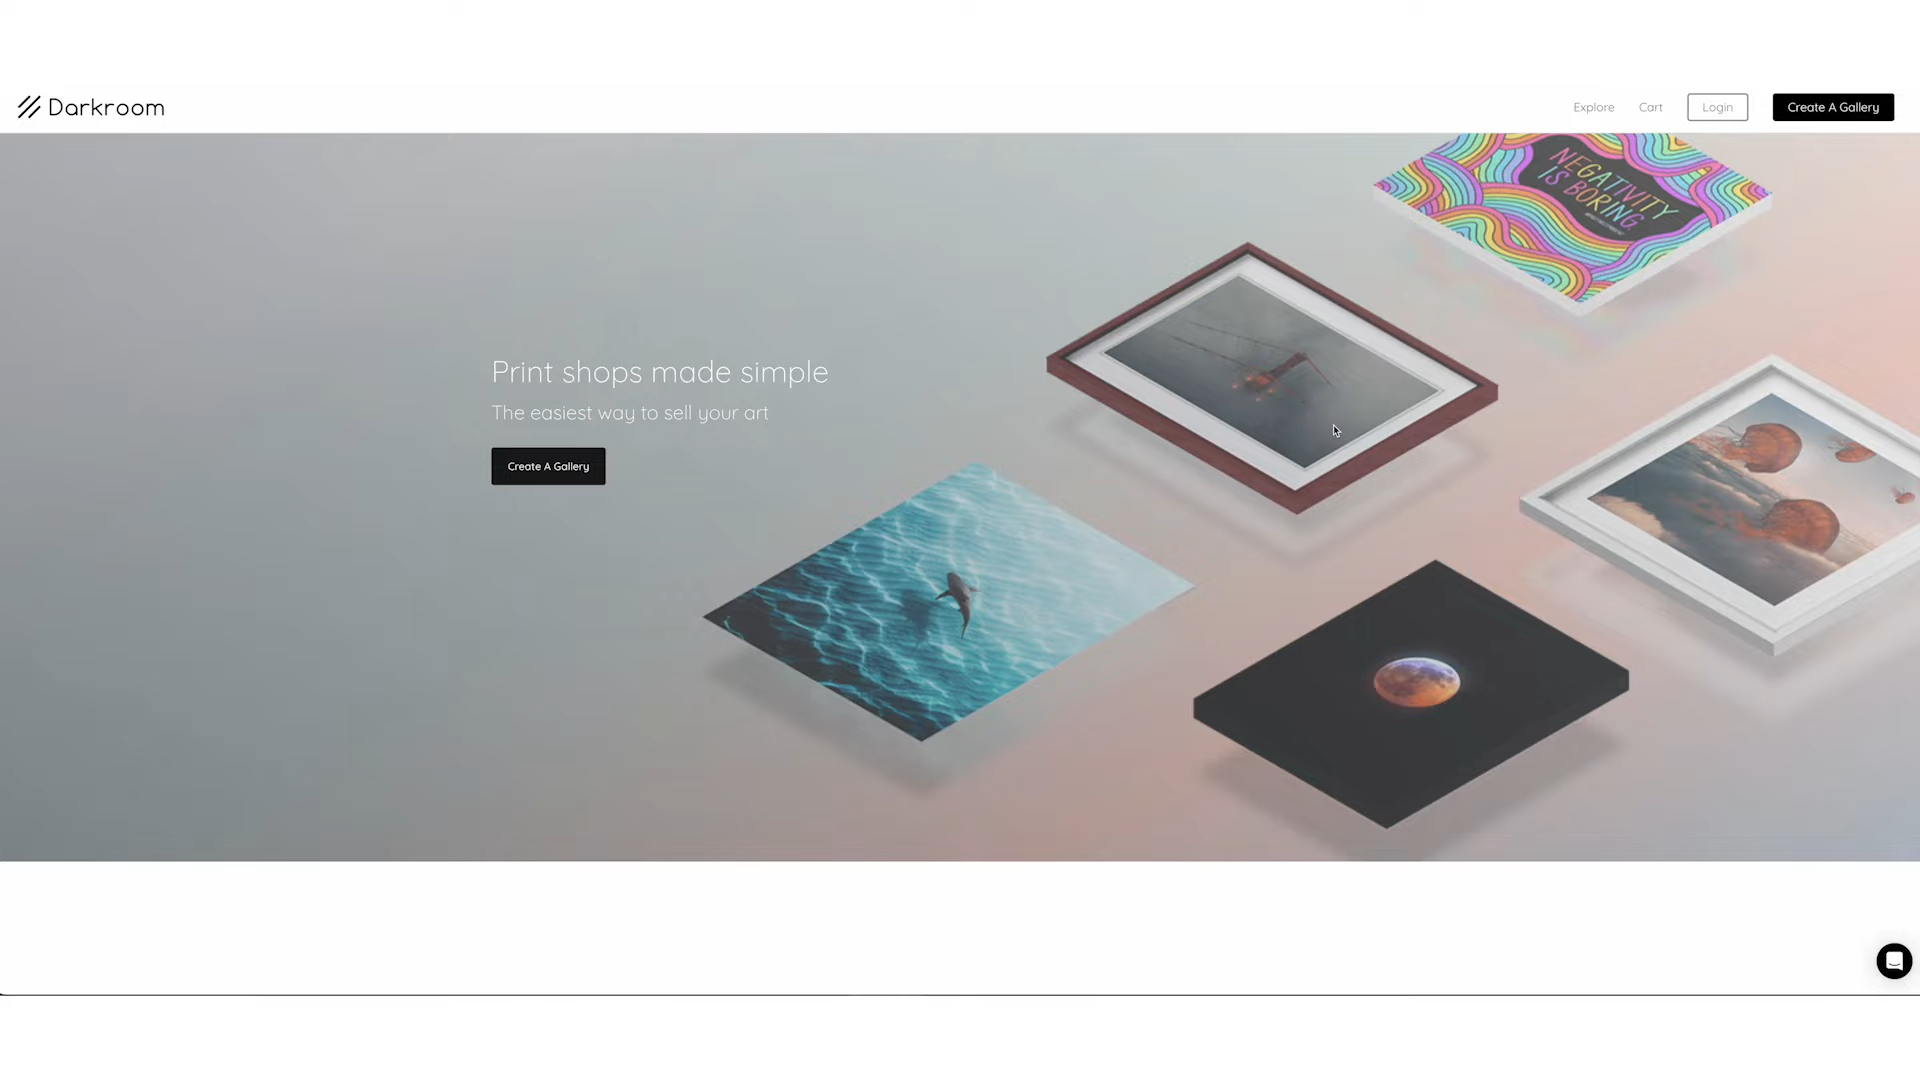 Darkroom
Explore
Cart
Login
Create A Gallery
NEGATIVITY
IS BORING
Print shops made simple
The easiest way to sell your art
Create A Gallery